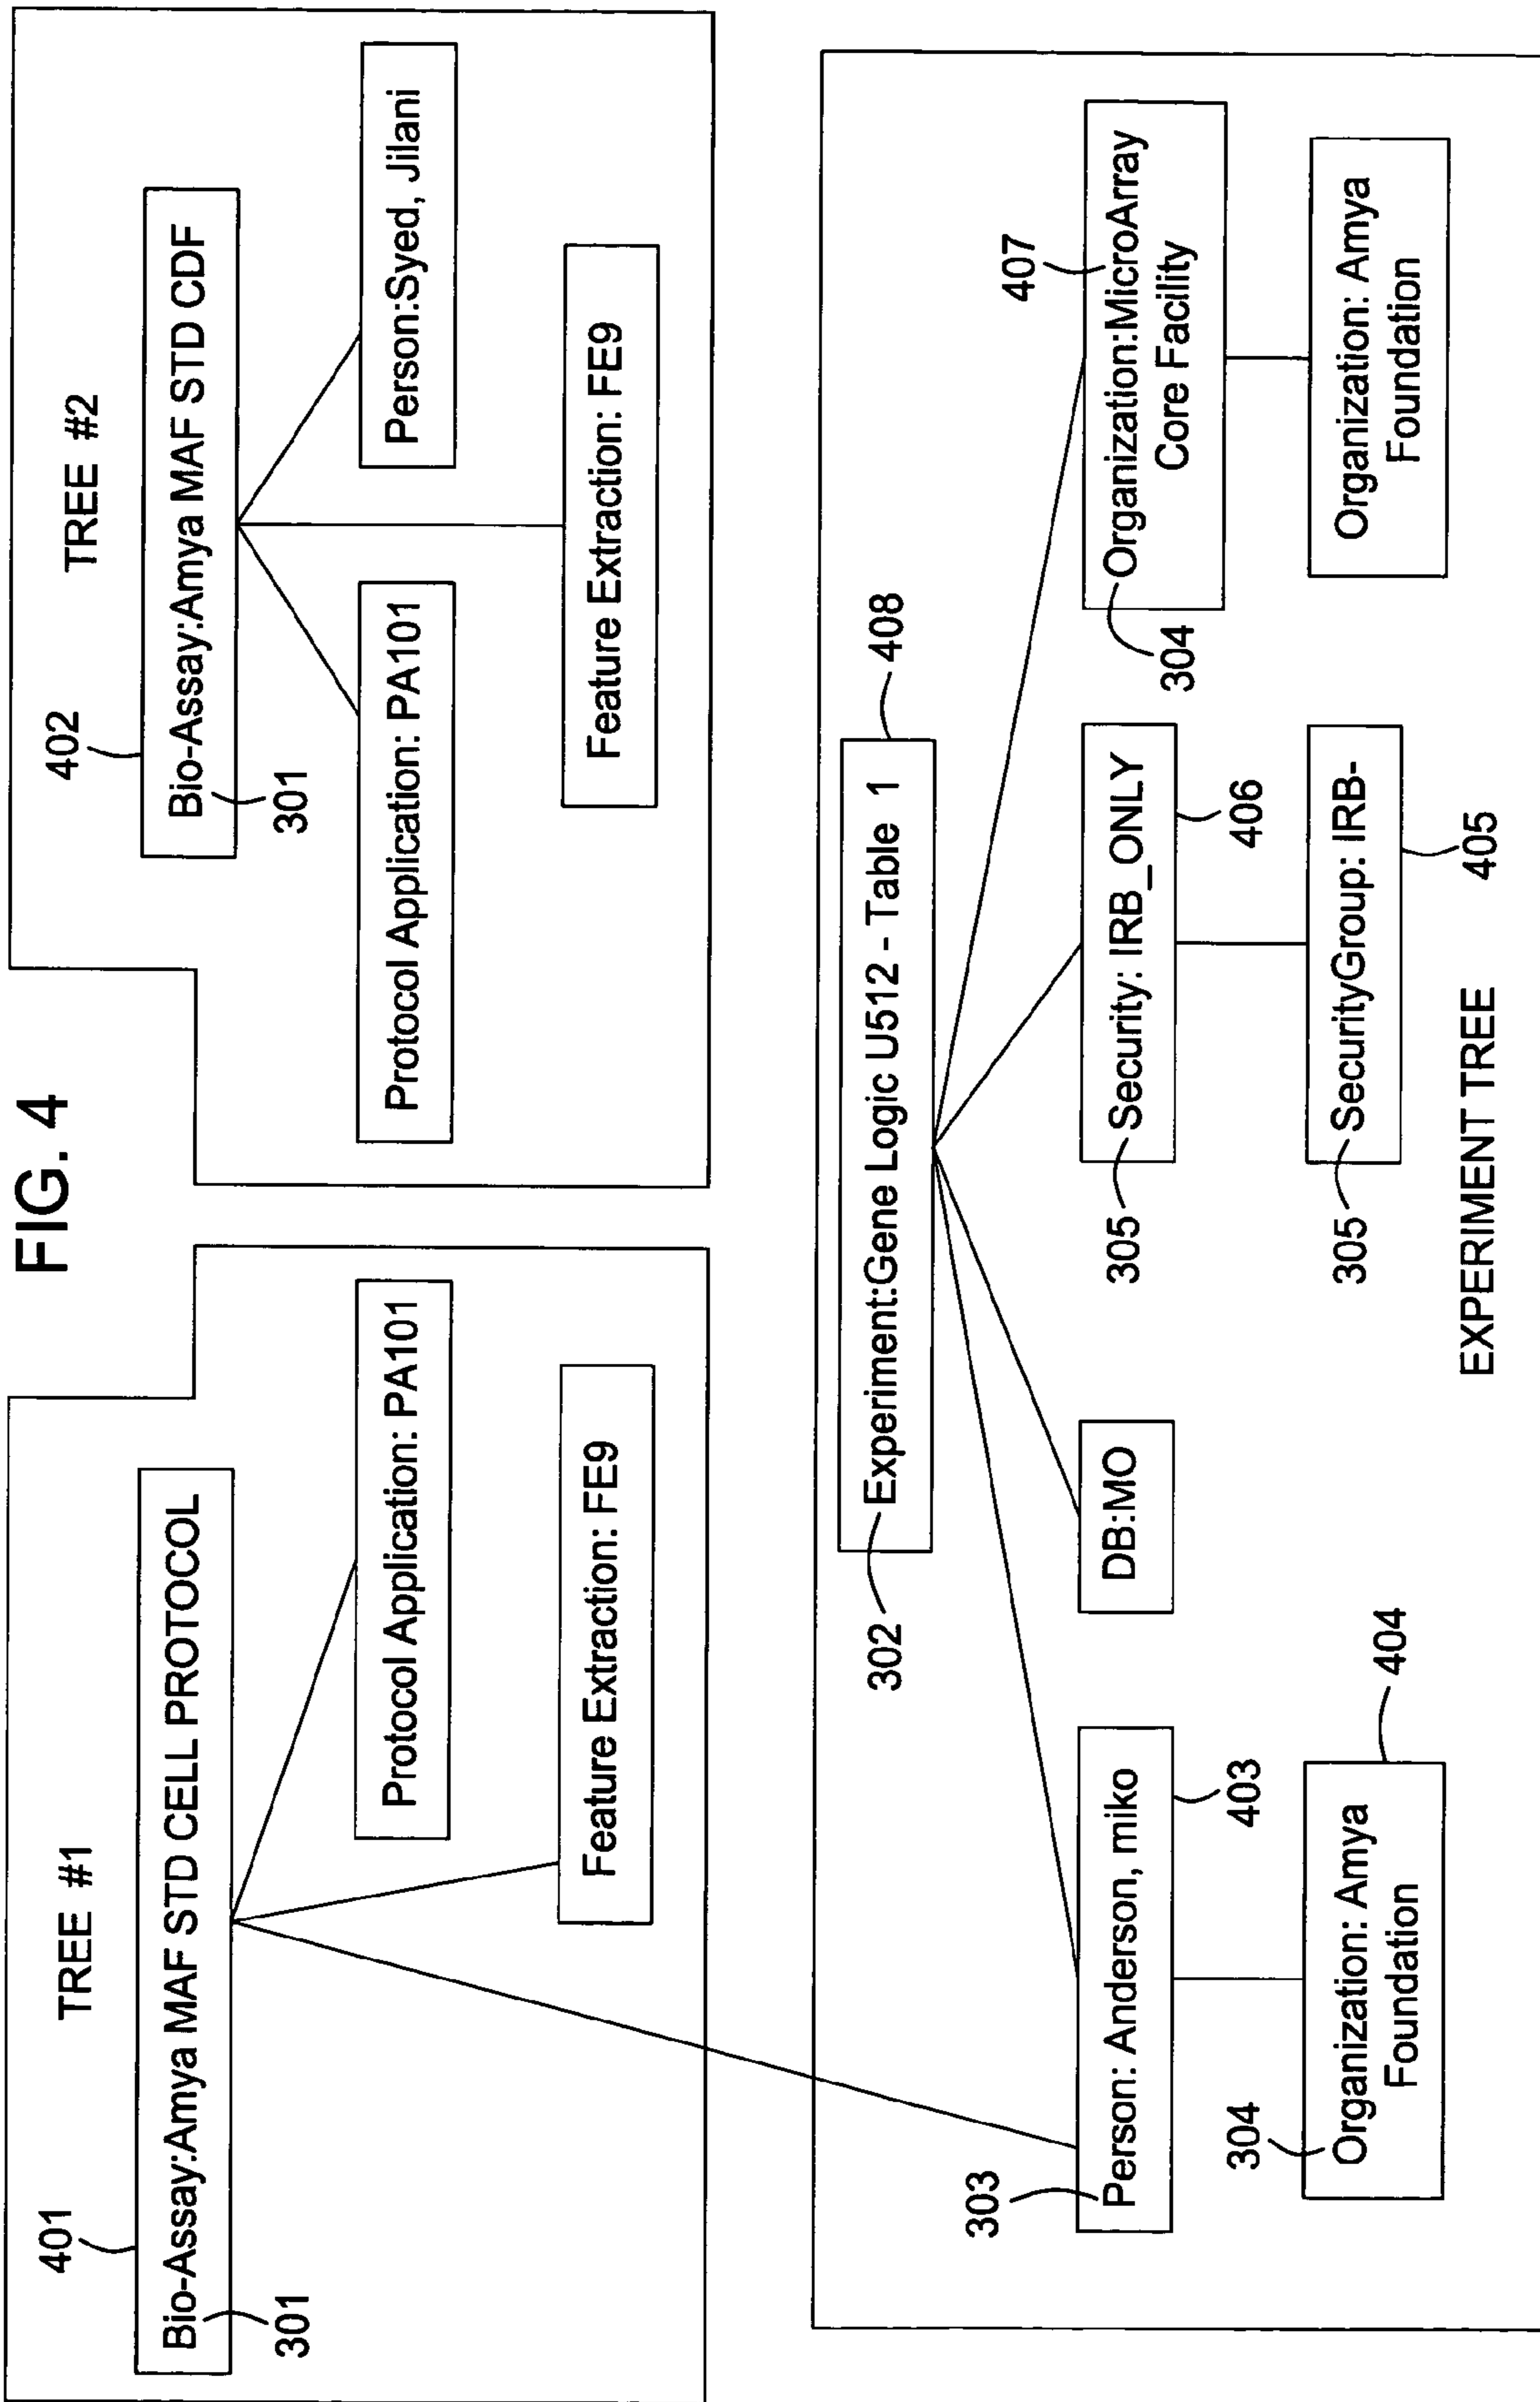 FIG. 4
TREE #1
401
Bio-Assay:Amya MAF STD CELL PROTOCOL
301
Protocol Application: PA101
Feature Extraction: FE9
TREE #2
402
Bio-Assay:Amya MAF STD CDF
301
Protocol Application: PA101
Person:Syed, Jilani
Feature Extraction: FE9
408
302
Experiment:Gene Logic U512 - Table 1
303
Person: Anderson, miko
403
304
Organization: Amya
Foundation
404
DB:MO
305
Security: IRB_ONLY
406
305
SecurityGroup: IRB-
405
407
304
Organization:MicroArray
Core Facility
Organization: Amya
Foundation
EXPERIMENT TREE